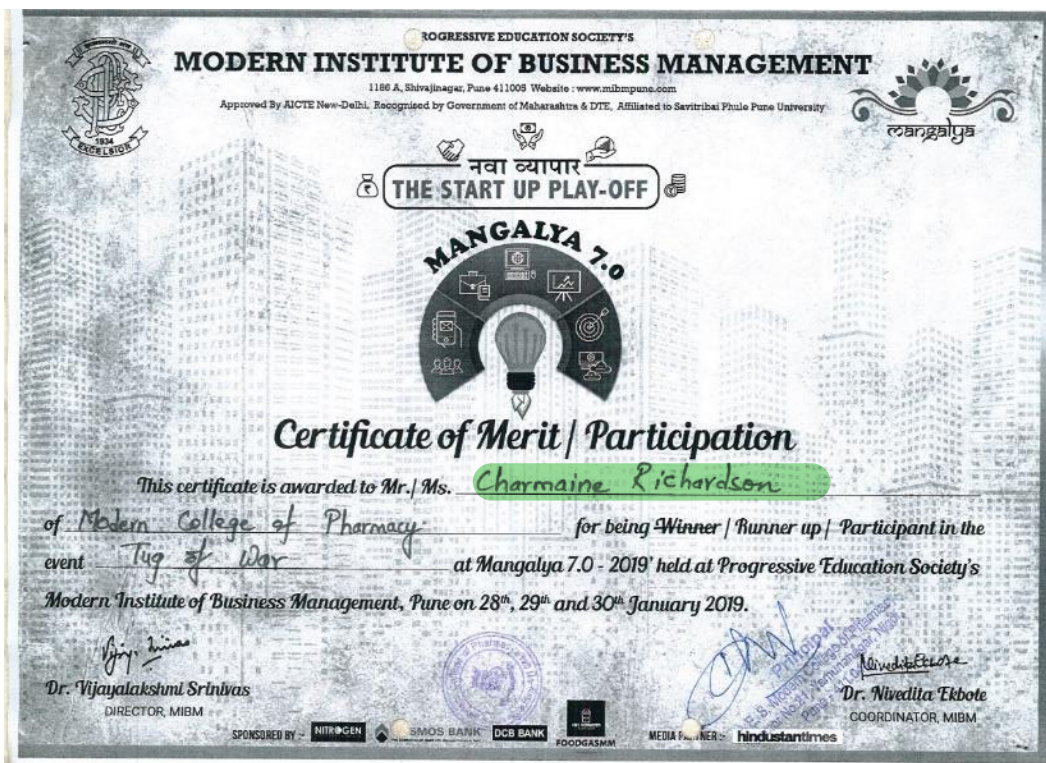 ROGRESSIVE EDUCATION SOCIETY'S
MODERN INSTITUTE OF BUSINESS MANAGEMENT
1186 A, Shivajinagar, Pune 411005 Website : www.mibmpune.com
Approved By AICTE New-Delhi, Recognised by Government of Maharashtra & DTE, Affiliated to Savitribai Phule Pune University
1934
EXCELSIOR
mangalya
नवा व्यापार
THE START UP PLAY-OFF
MANGALYA 7.0
Certificate of Merit / Participation
This certificate is awarded to Mr./ Ms. Charmaine Richardson
of Modern College of Pharmacy for being Winner / Runner up / Participant in the
event Tug of War at Mangalya 7.0 - 2019' held at Progressive Education Society's
Modern Institute of Business Management, Pune on 28th, 29th and 30th January 2019.
Dr. Vijayalakshmi Srinivas
DIRECTOR, MIBM
Principal
Dr. Nivedita Ekbote
COORDINATOR, MIBM
SPONSORED BY :- NITROGEN SMOS BANK DCB BANK FOODGASMM MEDIA NER :- hindustantimes